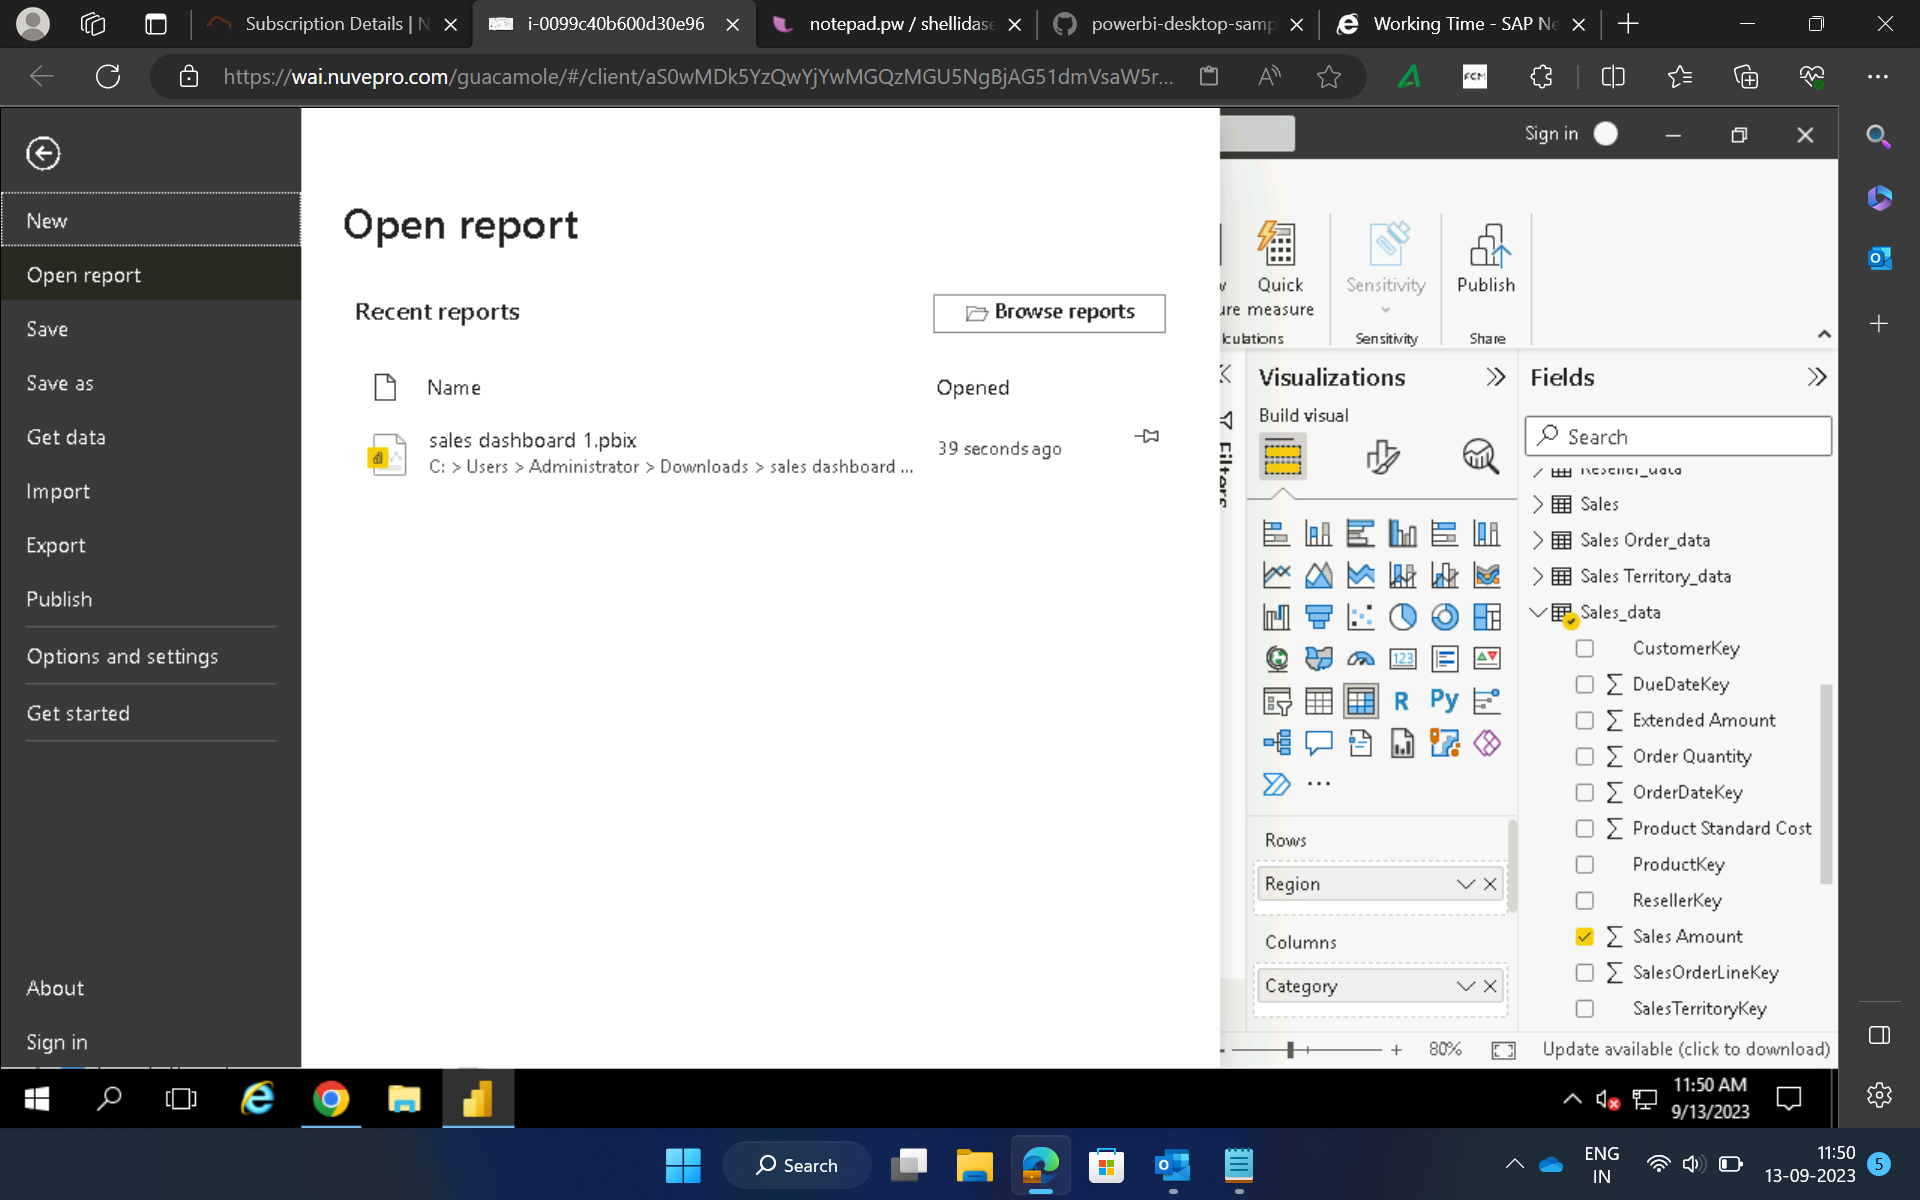 Subscription Details | N
i-0099c40b600d30e96
notepad.pw / shellidase
powerbi-desktop-samp
Working Time - SAP Ne
https://wai.nuvepro.com/guacamole/#/client/aS0wMDk5YzQwYjYwMGQzMGU5NgBjAG51dmVsaW5r...
FCM
Sign in
New
Open report
Save
Save as
Get data
Import
Export
Publish
Options and settings
Get started
About
Sign in
Open report
Recent reports
Browse reports
Name
Opened
sales dashboard 1.pbix
C: > Users > Administrator > Downloads > sales dashboard ...
39 seconds ago
Quick
measure
Sensitivity
Publish
Sensitivity
Share
Filters
Visualizations
Build visual
123
R
Py
...
Rows
Region
Columns
Category
Fields
Search
Reseller_data
Sales
Sales Order_data
Sales Territory_data
Sales_data
CustomerKey
∑ DueDateKey
∑ Extended Amount
∑ Order Quantity
∑ OrderDateKey
∑ Product Standard Cost
ProductKey
ResellerKey
∑ Sales Amount
∑ SalesOrderLineKey
SalesTerritoryKey
- + 80%
Update available (click to download)
11:50 AM
9/13/2023
Search
ENG
IN
11:50
13-09-2023
5